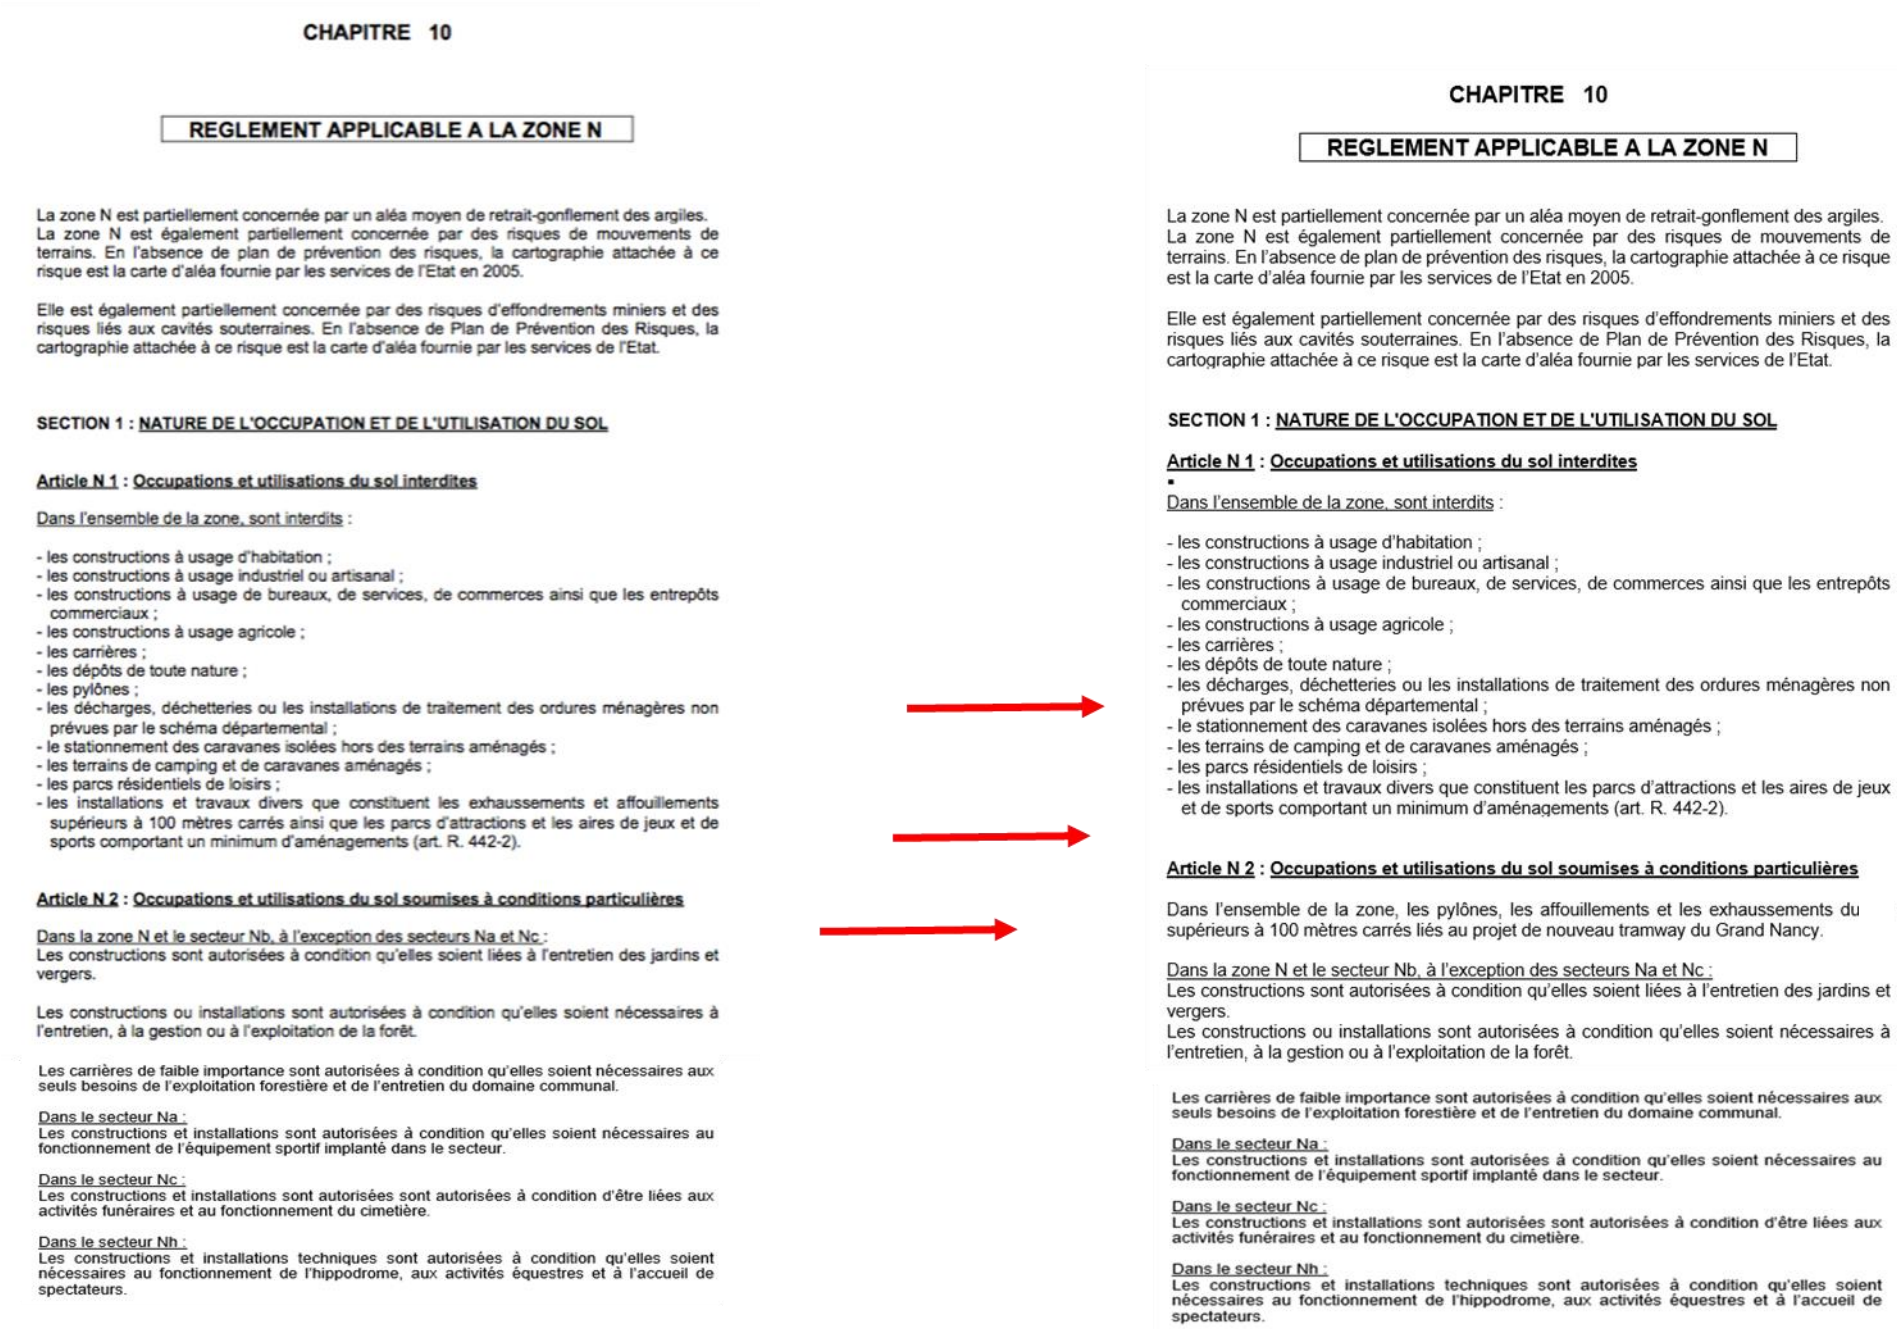 CHAPITRE 10
REGLEMENT APPLICABLE A LA ZONE N
La zone N est partiellement concernée par un aléa moyen de retrait-gonflement des argiles.
La zone N est également partiellement concernée par des risques de mouvements de
terrains. En l'absence de plan de prévention des risques, la cartographie attachée à ce
risque est la carte d'aléa fournie par les services de l'Etat en 2005.
Elle est également partiellement concernée par des risques d'effondrements miniers et des
risques liés aux cavités souterraines. En l'absence de Plan de Prévention des Risques, la
cartographie attachée à ce risque est la carte d'aléa fournie par les services de l'Etat.
SECTION 1 : NATURE DE L'OCCUPATION ET DE L'UTILISATION DU SOL
Article N 1 : Occupations et utilisations du sol interdites
Dans l'ensemble de la zone, sont interdits :
- les constructions à usage d'habitation ;
- les constructions à usage industriel ou artisanal ;
- les constructions à usage de bureaux, de services, de commerces ainsi que les entrepôts
commerciaux ;
- les constructions à usage agricole ;
- les carrières ;
- les dépôts de toute nature ;
- les pylônes ;
- les décharges, déchetteries ou les installations de traitement des ordures ménagères non
prévues par le schéma départemental ;
- le stationnement des caravanes isolées hors des terrains aménagés ;
- les terrains de camping et de caravanes aménagés ;
- les parcs résidentiels de loisirs ;
- les installations et travaux divers que constituent les exhaussements et affouillements
supérieurs à 100 mètres carrés ainsi que les parcs d'attractions et les aires de jeux et de
sports comportant un minimum d'aménagements (art. R. 442-2).
Article N 2 : Occupations et utilisations du sol soumises à conditions particulières
Dans la zone N et le secteur Nb, à l'exception des secteurs Na et Nc :
Les constructions sont autorisées à condition qu'elles soient liées à l'entretien des jardins et
vergers.
Les constructions ou installations sont autorisées à condition qu'elles soient nécessaires à
l'entretien, à la gestion ou à l'exploitation de la forêt.
Les carrières de faible importance sont autorisées à condition qu'elles soient nécessaires aux
seuls besoins de l'exploitation forestière et de l'entretien du domaine communal.
Dans le secteur Na :
Les constructions et installations sont autorisées à condition qu'elles soient nécessaires au
fonctionnement de l'équipement sportif implanté dans le secteur.
Dans le secteur Nc :
Les constructions et installations sont autorisées sont autorisées à condition d'être liées aux
activités funéraires et au fonctionnement du cimetière.
Dans le secteur Nh :
Les constructions et installations techniques sont autorisées à condition qu'elles soient
nécessaires au fonctionnement de l'hippodrome, aux activités équestres et à l'accueil de
spectateurs.
CHAPITRE 10
REGLEMENT APPLICABLE A LA ZONE N
La zone N est partiellement concernée par un aléa moyen de retrait-gonflement des argiles.
La zone N est également partiellement concernée par des risques de mouvements de
terrains. En l'absence de plan de prévention des risques, la cartographie attachée à ce risque
est la carte d'aléa fournie par les services de l'Etat en 2005.
Elle est également partiellement concernée par des risques d'effondrements miniers et des
risques liés aux cavités souterraines. En l'absence de Plan de Prévention des Risques, la
cartographie attachée à ce risque est la carte d'aléa fournie par les services de l'Etat.
SECTION 1 : NATURE DE L'OCCUPATION ET DE L'UTILISATION DU SOL
Article N 1 : Occupations et utilisations du sol interdites
Dans l'ensemble de la zone, sont interdits :
- les constructions à usage d'habitation ;
- les constructions à usage industriel ou artisanal ;
- les constructions à usage de bureaux, de services, de commerces ainsi que les entrepôts
commerciaux ;
- les constructions à usage agricole ;
- les carrières ;
- les dépôts de toute nature ;
- les décharges, déchetteries ou les installations de traitement des ordures ménagères non
prévues par le schéma départemental ;
- le stationnement des caravanes isolées hors des terrains aménagés ;
- les terrains de camping et de caravanes aménagés ;
- les parcs résidentiels de loisirs ;
- les installations et travaux divers que constituent les parcs d'attractions et les aires de jeux
et de sports comportant un minimum d'aménagements (art. R. 442-2).
Article N 2 : Occupations et utilisations du sol soumises à conditions particulières
Dans l'ensemble de la zone, les pylônes, les affouillements et les exhaussements du
supérieurs à 100 mètres carrés liés au projet de nouveau tramway du Grand Nancy.
Dans la zone N et le secteur Nb, à l'exception des secteurs Na et Nc :
Les constructions sont autorisées à condition qu'elles soient liées à l'entretien des jardins et
vergers.
Les constructions ou installations sont autorisées à condition qu'elles soient nécessaires à
l'entretien, à la gestion ou à l'exploitation de la forêt.
Les carrières de faible importance sont autorisées à condition qu'elles soient nécessaires aux
seuls besoins de l'exploitation forestière et de l'entretien du domaine communal.
Dans le secteur Na :
Les constructions et installations sont autorisées à condition qu'elles soient nécessaires au
fonctionnement de l'équipement sportif implanté dans le secteur.
Dans le secteur Nc :
Les constructions et installations sont autorisées sont autorisées à condition d'être liées aux
activités funéraires et au fonctionnement du cimetière.
Dans le secteur Nh :
Les constructions et installations techniques sont autorisées à condition qu'elles soient
nécessaires au fonctionnement de l'hippodrome, aux activités équestres et à l'accueil de
spectateurs.